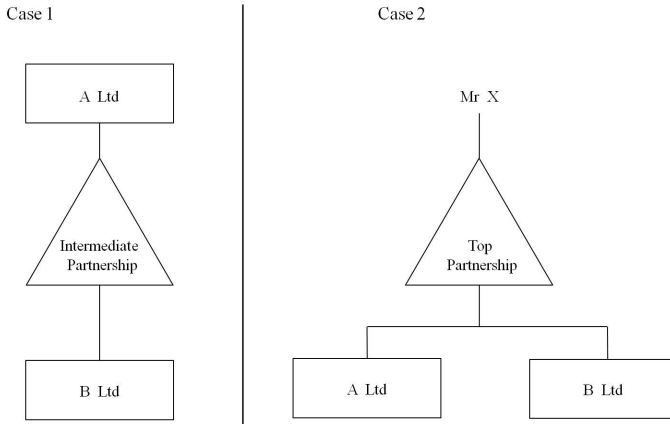 Case 1
A Ltd
Intermediate
Partnership
B Ltd
Case 2
Mr X
Top
Partnership
A Ltd
B Ltd